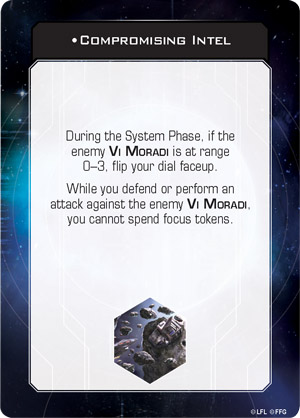 •Compromising Intel
During the System Phase, if the
enemy Vi Moradi is at range
0–3, flip your dial faceup.
While you defend or perform an
attack against the enemy Vi Moradi,
you cannot spend focus tokens.
©LFL ©FFG